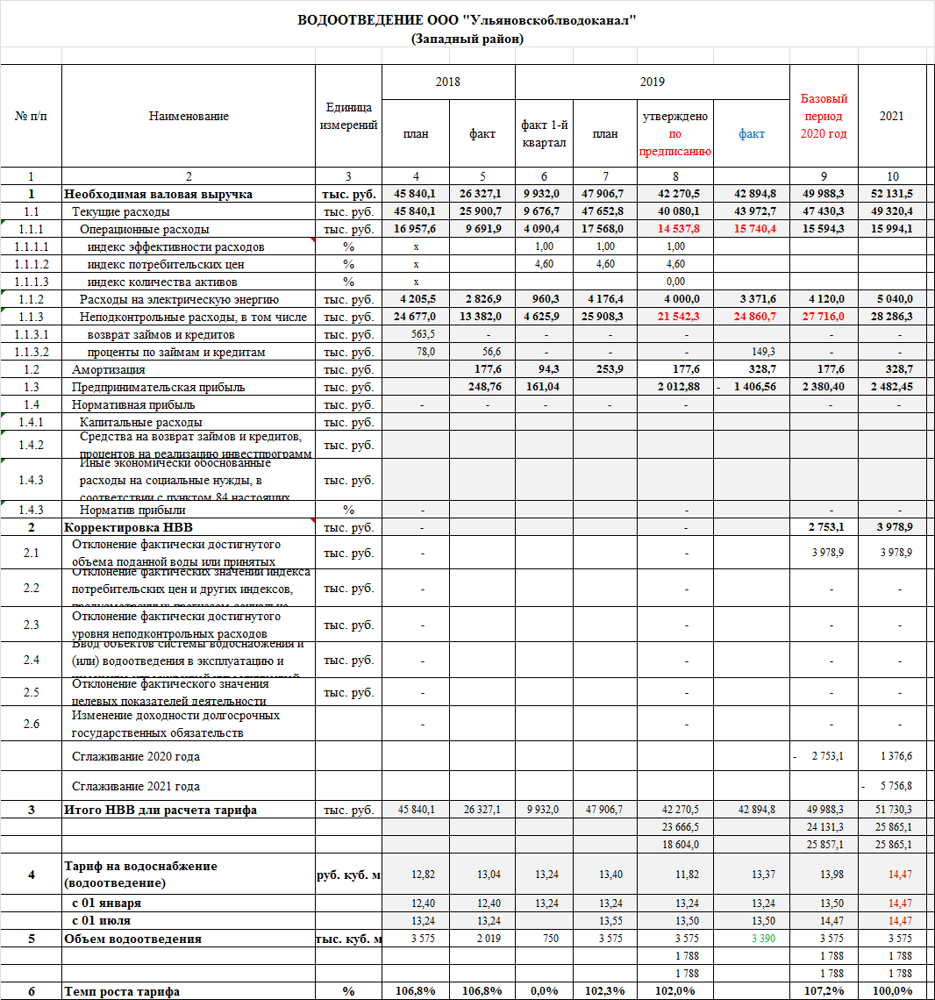 ВОДООТВЕДЕНИЕ ООО "Ульяновскоблводоканал"
(Западный район)
№ п/п Наименование Единица измерений 2018 2019 Базовый период 2020 год 2021
план факт факт 1-й квартал план утверждено по предписанию факт
1 2 3 4 5 6 7 8 9 10
1 Необходимая валовая выручка тыс. руб. 45 840,1 26 327,1 9 932,0 47 906,7 42 270,5 42 894,8 49 988,3 52 131,5
1.1 Текущие расходы тыс. руб. 45 840,1 25 900,7 9 676,7 47 652,8 40 080,1 43 972,7 47 430,3 49 320,4
1.1.1 Операционные расходы тыс. руб. 16 957,6 9 691,9 4 090,4 17 568,0 14 537,8 15 740,4 15 594,3 15 994,1
1.1.1.1 индекс эффективности расходов % х 1,00 1,00 1,00
1.1.1.2 индекс потребительских цен % х 4,60 4,60 4,60
1.1.1.3 индекс количества активов % х 0,00
1.1.2 Расходы на электрическую энергию тыс. руб. 4 205,5 2 826,9 960,3 4 176,4 4 000,0 3 371,6 4 120,0 5 040,0
1.1.3 Неподконтрольные расходы, в том числе тыс. руб. 24 677,0 13 382,0 4 625,9 25 908,3 21 542,3 24 860,7 27 716,0 28 286,3
1.1.3.1 возврат займов и кредитов тыс. руб. 563,5 - - - - - -
1.1.3.2 проценты по займам и кредитам тыс. руб. 78,0 56,6 - - - 149,3 - -
1.2 Амортизация тыс. руб. 177,6 94,3 253,9 177,6 328,7 177,6 328,7
1.3 Предпринимательская прибыль тыс. руб. 248,76 161,04 2 012,88 - 1 406,56 2 380,40 2 482,45
1.4 Нормативная прибыль тыс. руб. - - - - - - -
1.4.1 Капитальные расходы тыс. руб.
1.4.2 Средства на возврат займов и кредитов, процентов на реализацию инвестпрограмм тыс. руб.
1.4.3 Иные экономически обоснованные расходы на социальные нужды, в соответствии с пунктом 84 настоящих тыс. руб.
1.4.3 Норматив прибыли % - - - -
2 Корректировка НВВ тыс. руб. - - 2 753,1 3 978,9
2.1 Отклонение фактически достигнутого объема поданной воды или принятых тыс. руб. - - 3 978,9 3 978,9
2.2 Отклонение фактических значений индекса потребительских цен и других индексов, тыс. руб. - - - -
2.3 Отклонение фактически достигнутого уровня неподконтрольных расходов тыс. руб. - - - -
2.4 Ввод объектов системы водоснабжения и (или) водоотведения в эксплуатацию и тыс. руб. - - - -
2.5 Отклонение фактического значения целевых показателей деятельности тыс. руб. - - - -
2.6 Изменение доходности долгосрочных государственных обязательств - - - -
Сглаживание 2020 года - 2 753,1 1 376,6
Сглаживание 2021 года - 5 756,8
3 Итого НВВ дли расчета тарифа тыс. руб. 45 840,1 26 327,1 9 932,0 47 906,7 42 270,5 42 894,8 49 988,3 51 730,3
23 666,5 24 131,3 25 865,1
18 604,0 25 857,1 25 865,1
4 Тариф на водоснабжение (водоотведение) руб. куб. м 12,82 13,04 13,24 13,40 11,82 13,37 13,98 14,47
с 01 января 12,40 12,40 13,24 13,24 13,24 13,24 13,50 14,47
с 01 июля 13,24 13,24 13,55 13,50 13,50 14,47 14,47
5 Объем водоотведения тыс. куб. м 3 575 2 019 750 3 575 3 575 3 390 3 575 3 575
1 788 1 788 1 788
1 788 1 788 1 788
6 Темп роста тарифа % 106,8% 106,8% 0,0% 102,3% 102,0% 107,2% 100,0%